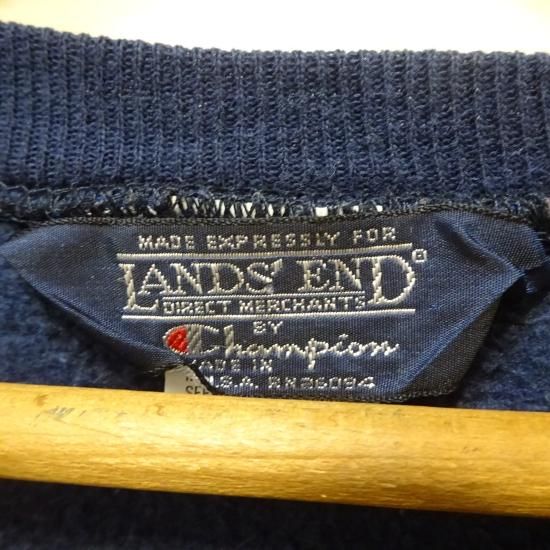 MADE EXPRESSLY FOR
LANDS' END®
DIRECT MERCHANTS
BY
Champion
MADE IN
U.S.A. RN26094